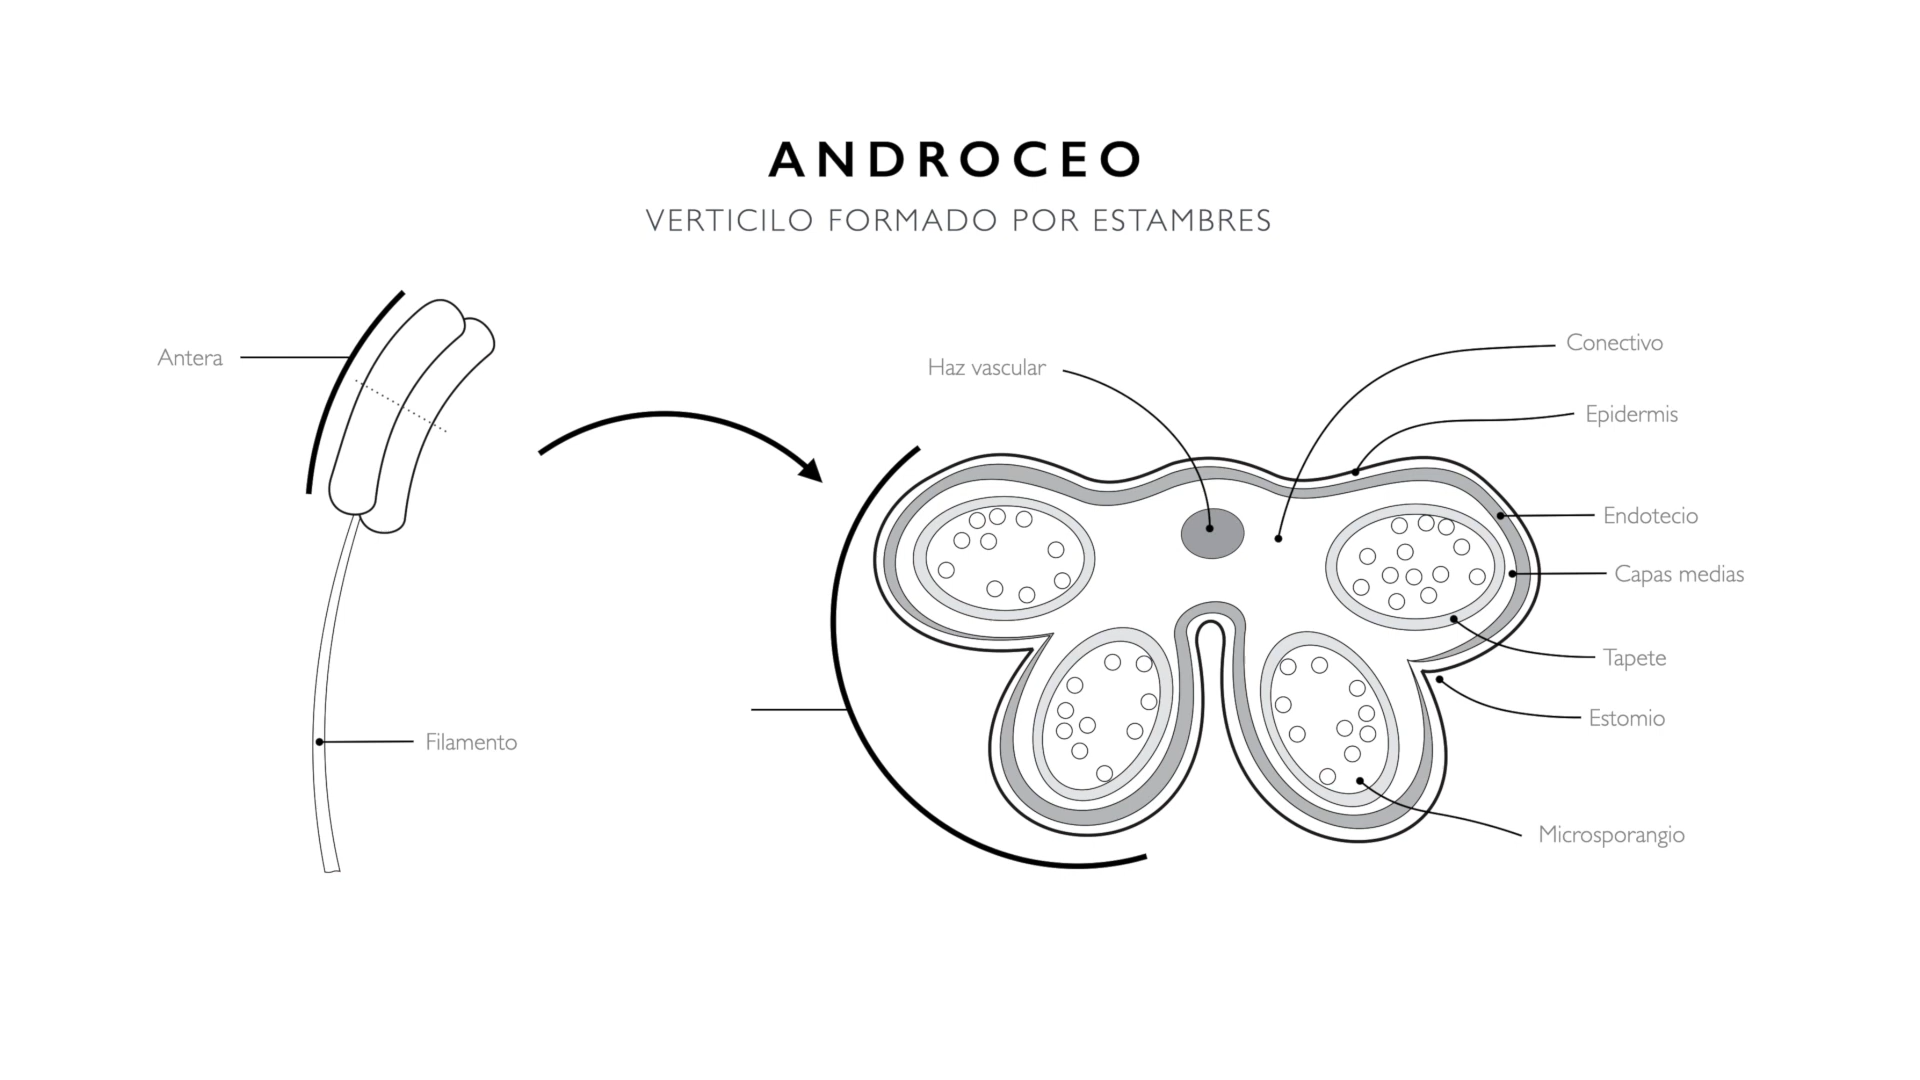 ANDROCEO
VERTICILO FORMADO POR ESTAMBRES
Antera
Filamento
Haz vascular
Conectivo
Epidermis
Endotecio
Capas medias
Tapete
Estomio
Microsporangio